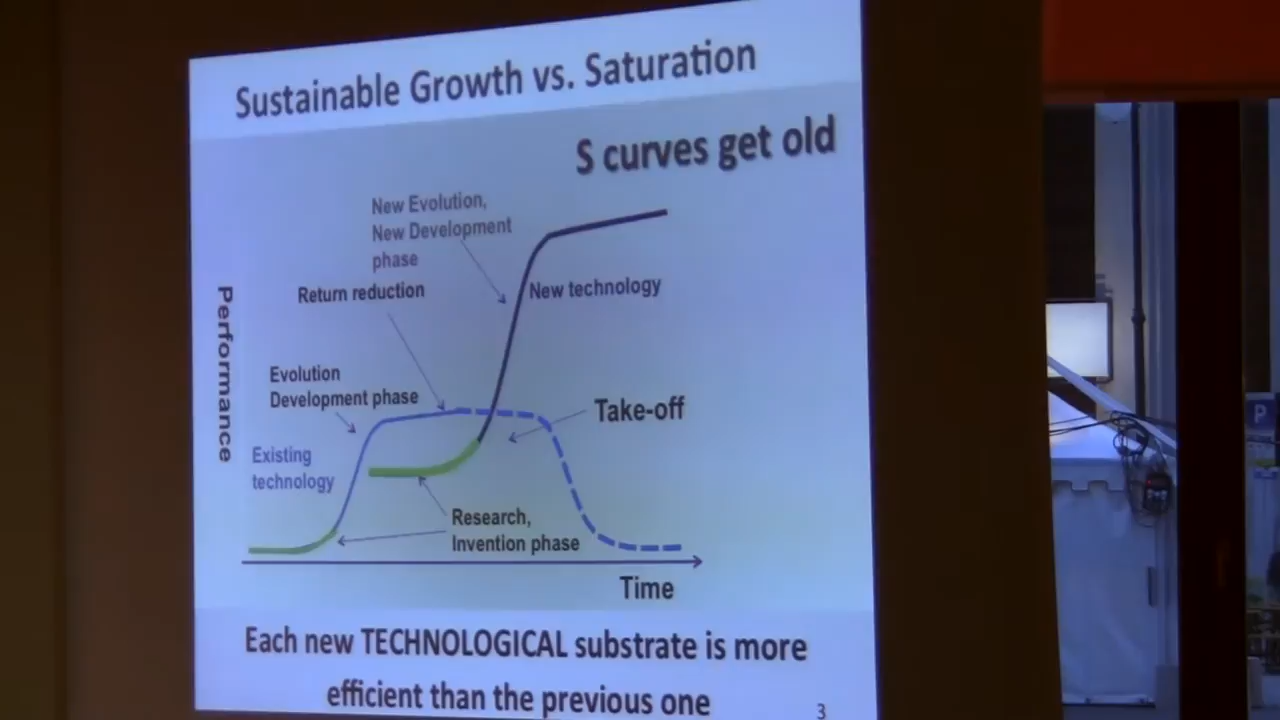 Sustainable Growth vs. Saturation
S curves get old
New Evolution,
New Development
phase
Return reduction
New technology
Performance
Evolution
Development phase
Take-off
Existing
technology
Research,
Invention phase
Time
Each new TECHNOLOGICAL substrate is more
efficient than the previous one
3
P